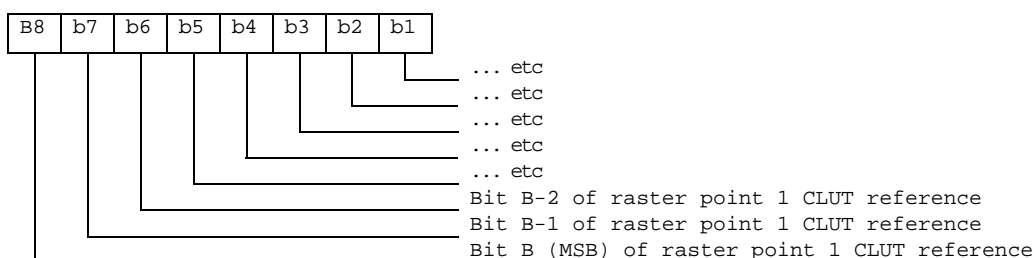 B8 b7 b6 b5 b4 b3 b2 b1
... etc
... etc
... etc
... etc
... etc
Bit B-2 of raster point 1 CLUT reference
Bit B-1 of raster point 1 CLUT reference
Bit B (MSB) of raster point 1 CLUT reference